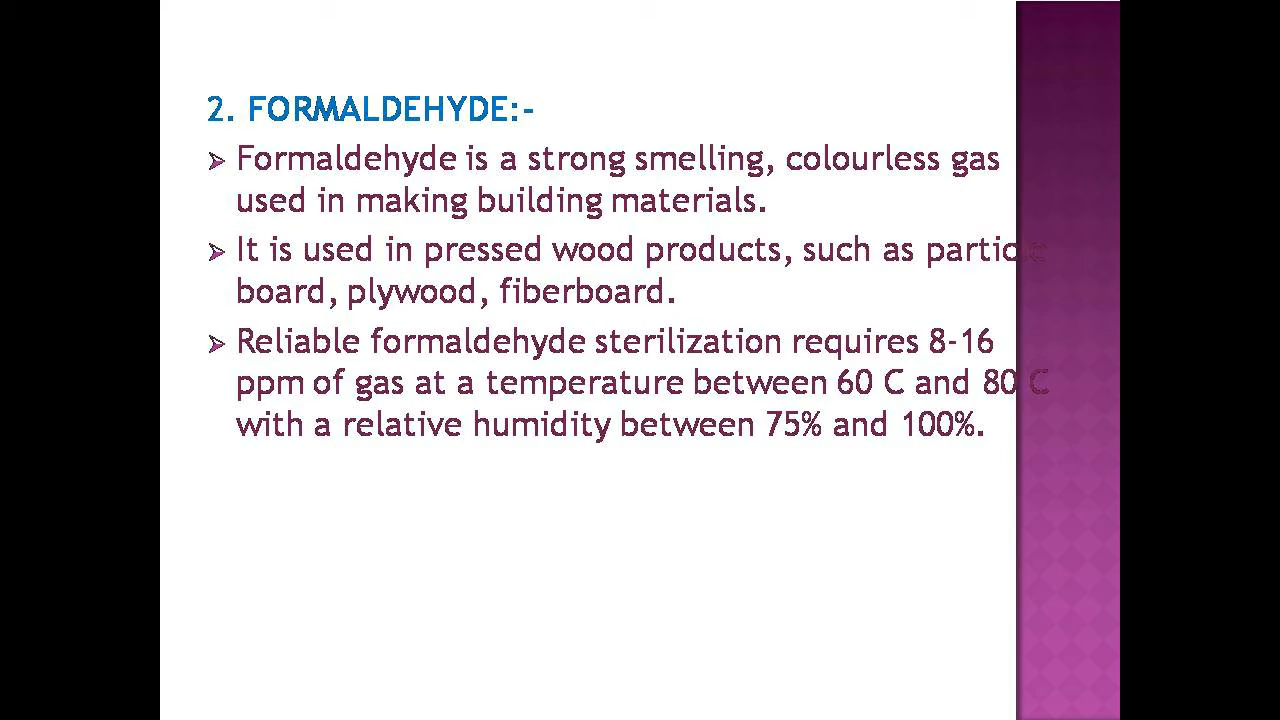 2. FORMALDEHYDE:-
Formaldehyde is a strong smelling, colourless gas
used in making building materials.
It is used in pressed wood products, such as particle
board, plywood, fiberboard.
Reliable formaldehyde sterilization requires 8-16
ppm of gas at a temperature between 60 C and 80 C
with a relative humidity between 75% and 100%.